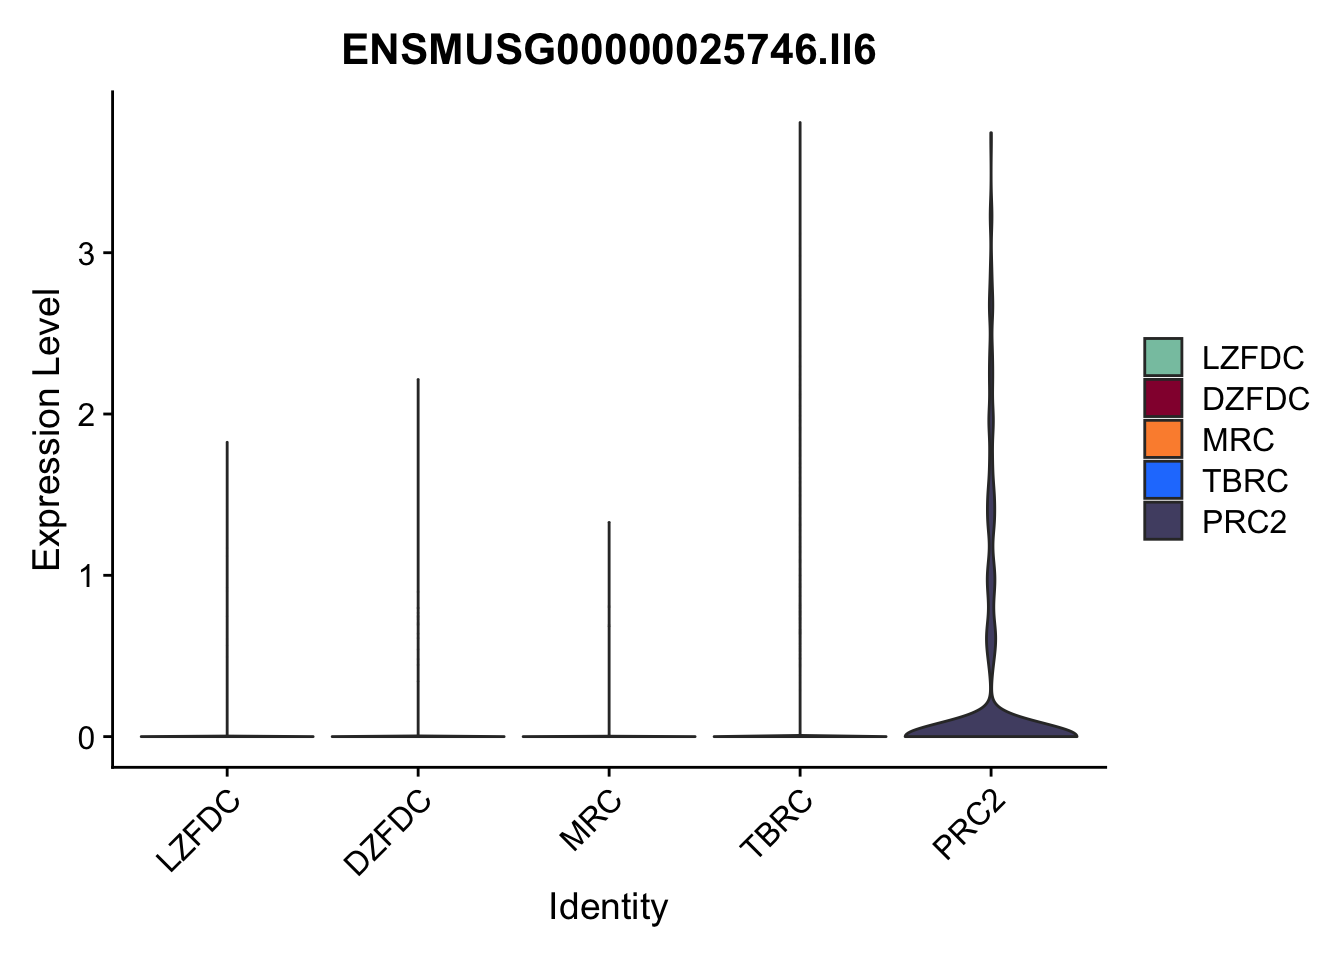 ENSMUSG00000025746.Il6
Expression Level
3
2
1
0
LZFDC
DZFDC
MRC
TBRC
PRC2
Identity
LZFDC
DZFDC
MRC
TBRC
PRC2